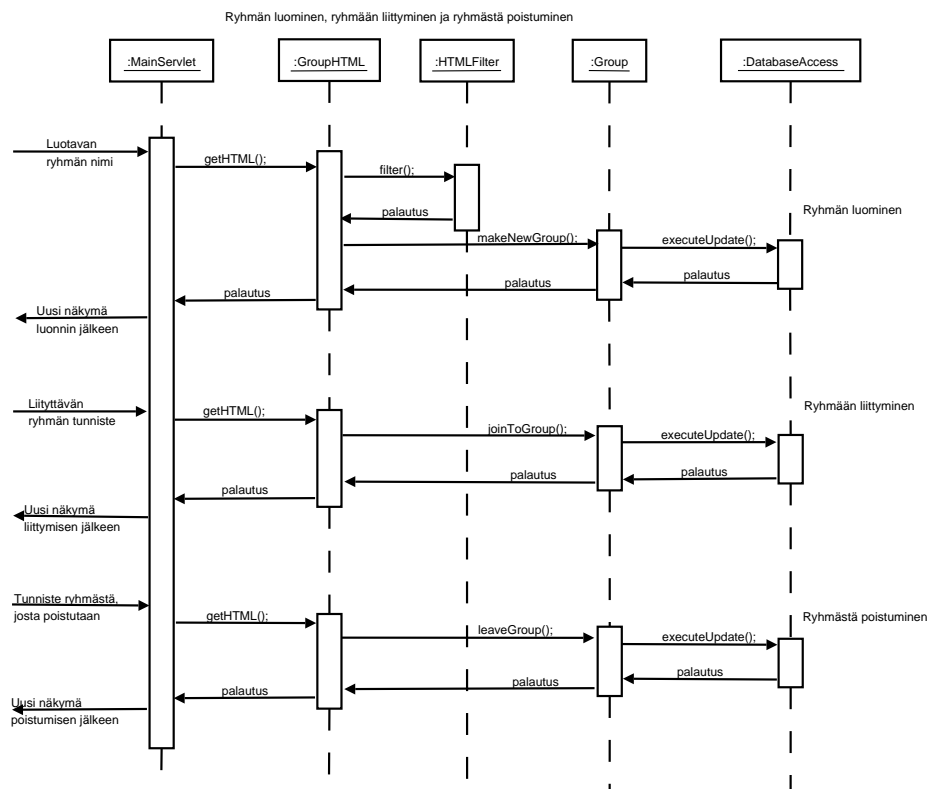 Ryhmän luominen, ryhmään liittyminen ja ryhmästä poistuminen
:MainServlet
:GroupHTML
:HTMLFilter
:Group
:DatabaseAccess
Luotavan
ryhmän nimi
getHTML();
filter();
palautus
Ryhmän luominen
makeNewGroup();
executeUpdate();
palautus
palautus
palautus
Uusi näkymä
luonnin jälkeen
Liityttävän
ryhmän tunniste
getHTML();
Ryhmään liittyminen
joinToGroup();
executeUpdate();
palautus
palautus
palautus
Uusi näkymä
liittymisen jälkeen
Tunniste ryhmästä,
josta poistutaan
getHTML();
Ryhmästä poistuminen
leaveGroup();
executeUpdate();
palautus
palautus
palautus
Uusi näkymä
poistumisen jälkeen